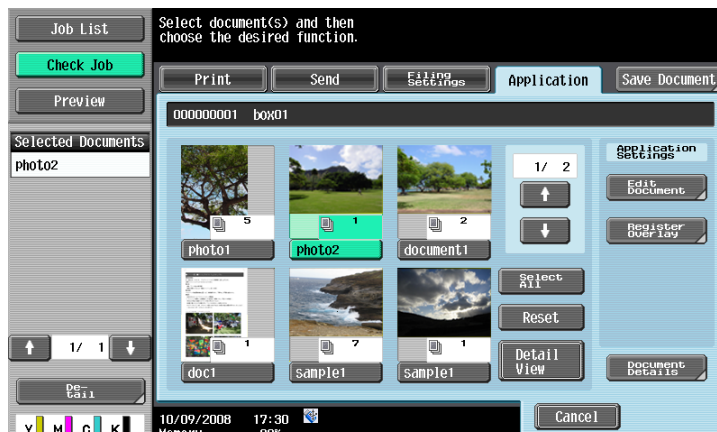 Job List
Check Job
Preview
Selected Documents
photo2
1/ 1
De-
tail
Y M C K
Select document(s) and then
choose the desired function.
Print
Send
Filing
Settings
Application
Save Document
000000001 box01
5
photo1
1
photo2
2
document1
1
doc1
7
sample1
1
sample1
1/ 2
Select
All
Reset
Detail
View
Application
Settings
Edit
Document
Register
Overlay
Document
Details
10/09/2008 17:30
Memory
Cancel